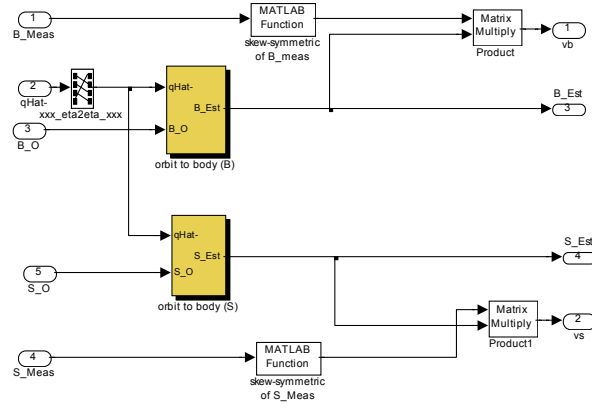 1
B_Meas
MATLAB
Function
skew-symmetric
of B_meas
Matrix
Multiply
Product
1
vb
2
qHat-
xxx_eta2eta_xxx
3
B_O
qHat-
B_Est
B_O
orbit to body (B)
B_Est
3
qHat-
S_Est
S_O
orbit to body (S)
S_Est
4
5
S_O
Matrix
Multiply
Product1
2
vs
4
S_Meas
MATLAB
Function
skew-symmetric
of S_Meas